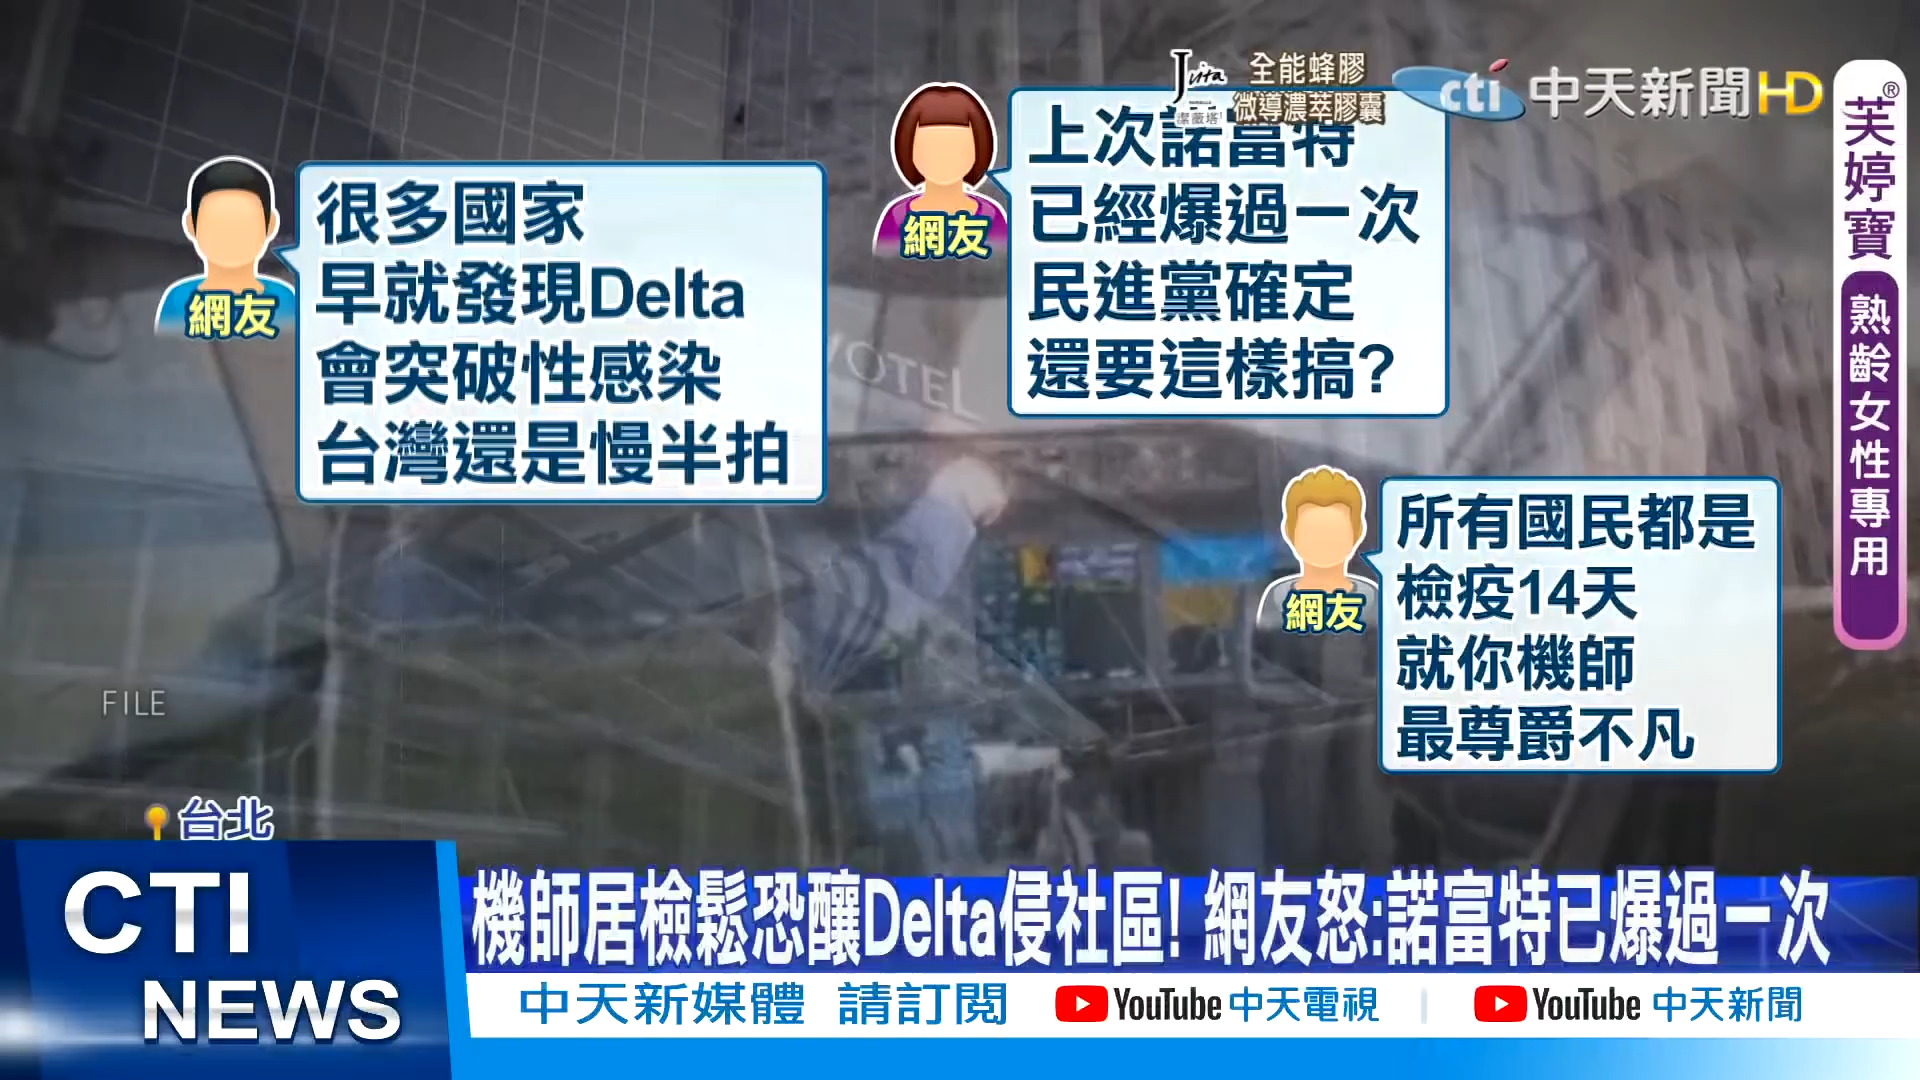 Jvita
全能蜂膠
潔薇塔
微導濃萃膠囊
cti 中天新聞HD
芙婷寶®
熟齡女性專用
很多國家
早就發現Delta
會突破性感染
台灣還是慢半拍
網友
上次諾富特
已經爆過一次
民進黨確定
還要這樣搞?
網友
所有國民都是
檢疫14天
就你機師
最尊爵不凡
網友
NOVOTEL
FILE
台北
CTI
NEWS
機師居檢鬆恐釀Delta侵社區! 網友怒:諾富特已爆過一次
中天新媒體 請訂閱 YouTube 中天電視 | YouTube 中天新聞